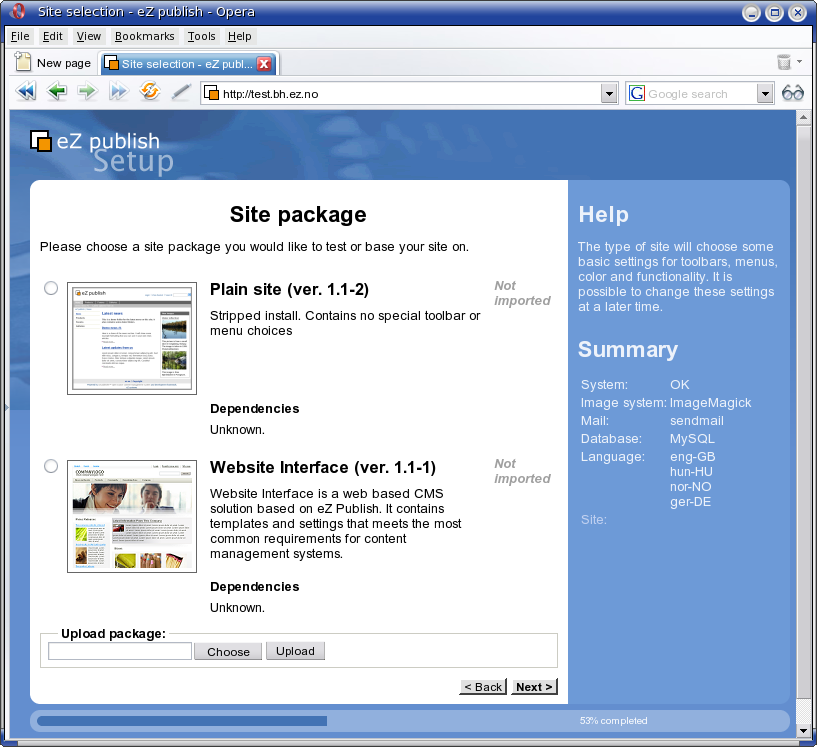 Site selection - eZ publish - Opera
File Edit View Bookmarks Tools Help
New page
Site selection - eZ publ...
http://test.bh.ez.no
Google search
eZ publish
Setup
Site package
Please choose a site package you would like to test or base your site on.
Plain site (ver. 1.1-2)
Not
imported
Stripped install. Contains no special toolbar or
menu choices
Dependencies
Unknown.
Website Interface (ver. 1.1-1)
Not
imported
Website Interface is a web based CMS
solution based on eZ Publish. It contains
templates and settings that meets the most
common requirements for content
management systems.
Dependencies
Unknown.
Upload package:
Choose Upload
< Back Next >
Help
The type of site will choose some
basic settings for toolbars, menus,
color and functionality. It is
possible to change these settings
at a later time.
Summary
System: OK
Image system: ImageMagick
Mail: sendmail
Database: MySQL
Language: eng-GB
hun-HU
nor-NO
ger-DE
Site:
53% completed